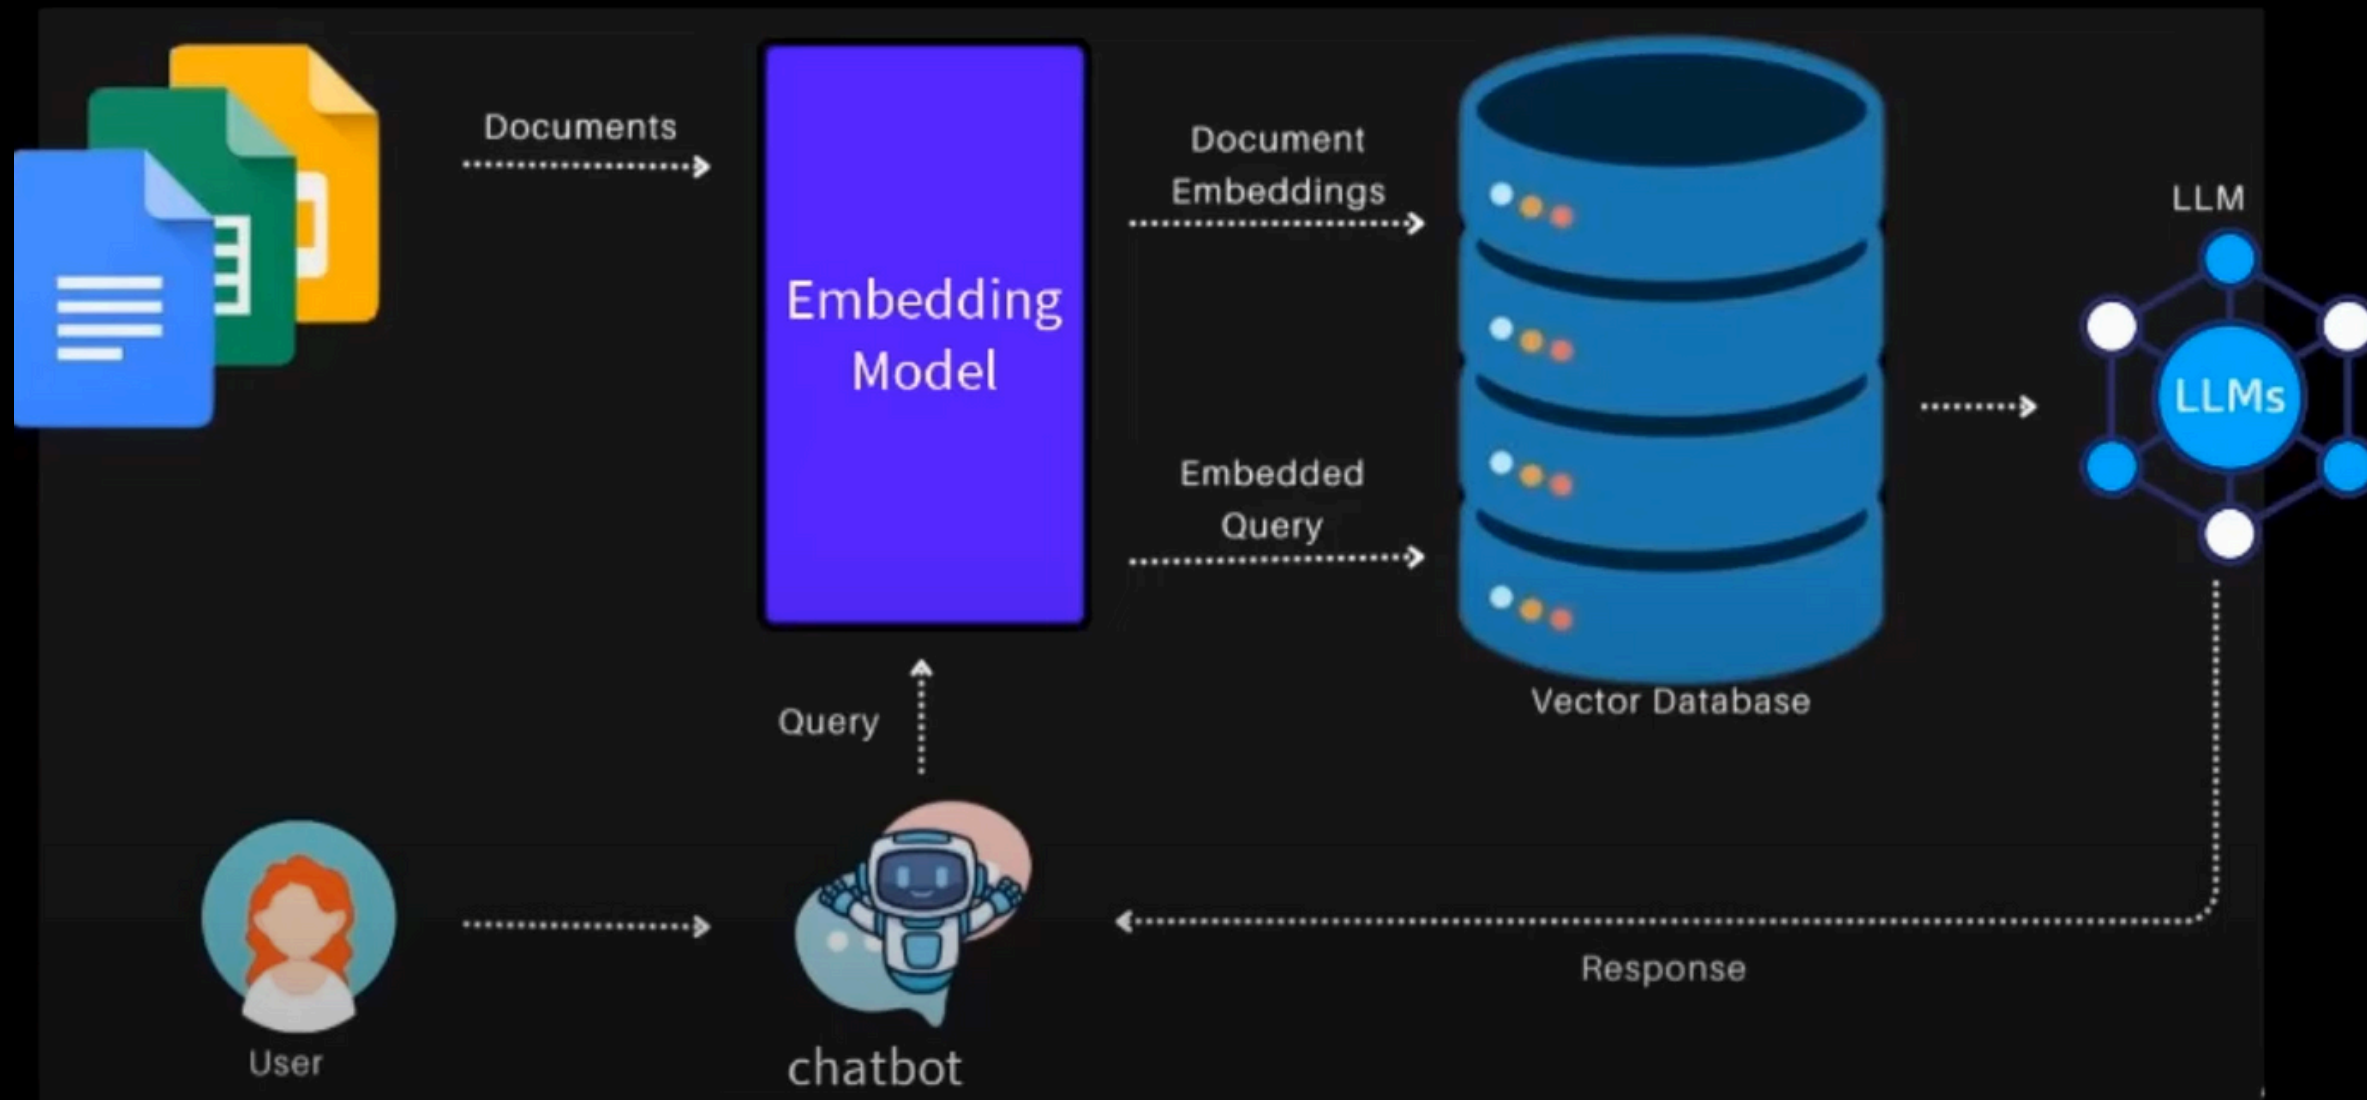 Documents
Embedding
Model
Document
Embeddings
Embedded
Query
LLM
LLMs
Vector Database
Query
User
chatbot
Response